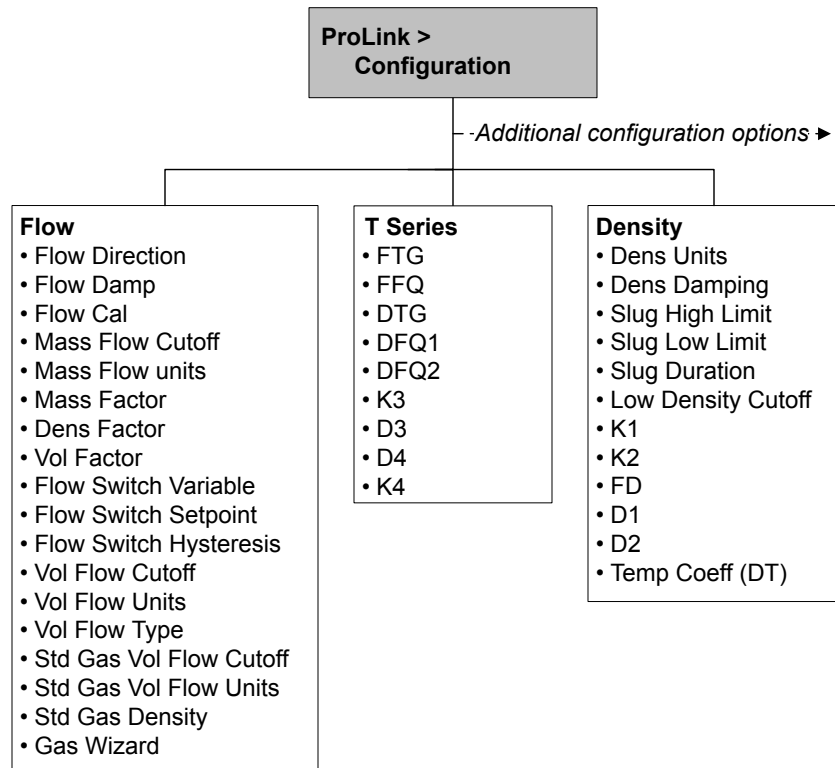 ProLink >
Configuration
Additional configuration options
Flow
• Flow Direction
• Flow Damp
• Flow Cal
• Mass Flow Cutoff
• Mass Flow units
• Mass Factor
• Dens Factor
• Vol Factor
• Flow Switch Variable
• Flow Switch Setpoint
• Flow Switch Hysteresis
• Vol Flow Cutoff
• Vol Flow Units
• Vol Flow Type
• Std Gas Vol Flow Cutoff
• Std Gas Vol Flow Units
• Std Gas Density
• Gas Wizard
T Series
• FTG
• FFQ
• DTG
• DFQ1
• DFQ2
• K3
• D3
• D4
• K4
Density
• Dens Units
• Dens Damping
• Slug High Limit
• Slug Low Limit
• Slug Duration
• Low Density Cutoff
• K1
• K2
• FD
• D1
• D2
• Temp Coeff (DT)